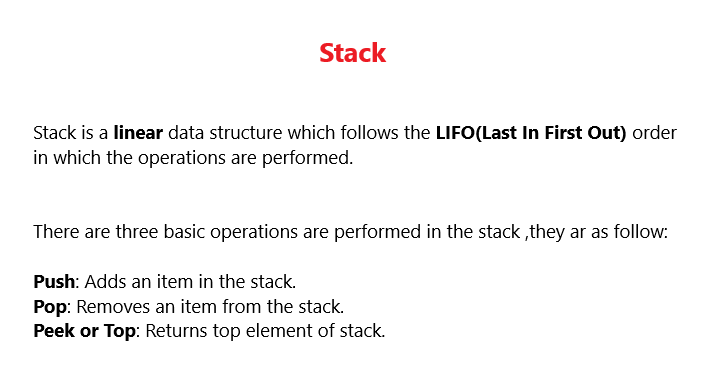 Stack
Stack is a linear data structure which follows the LIFO(Last In First Out) order
in which the operations are performed.
There are three basic operations are performed in the stack ,they ar as follow:
Push: Adds an item in the stack.
Pop: Removes an item from the stack.
Peek or Top: Returns top element of stack.